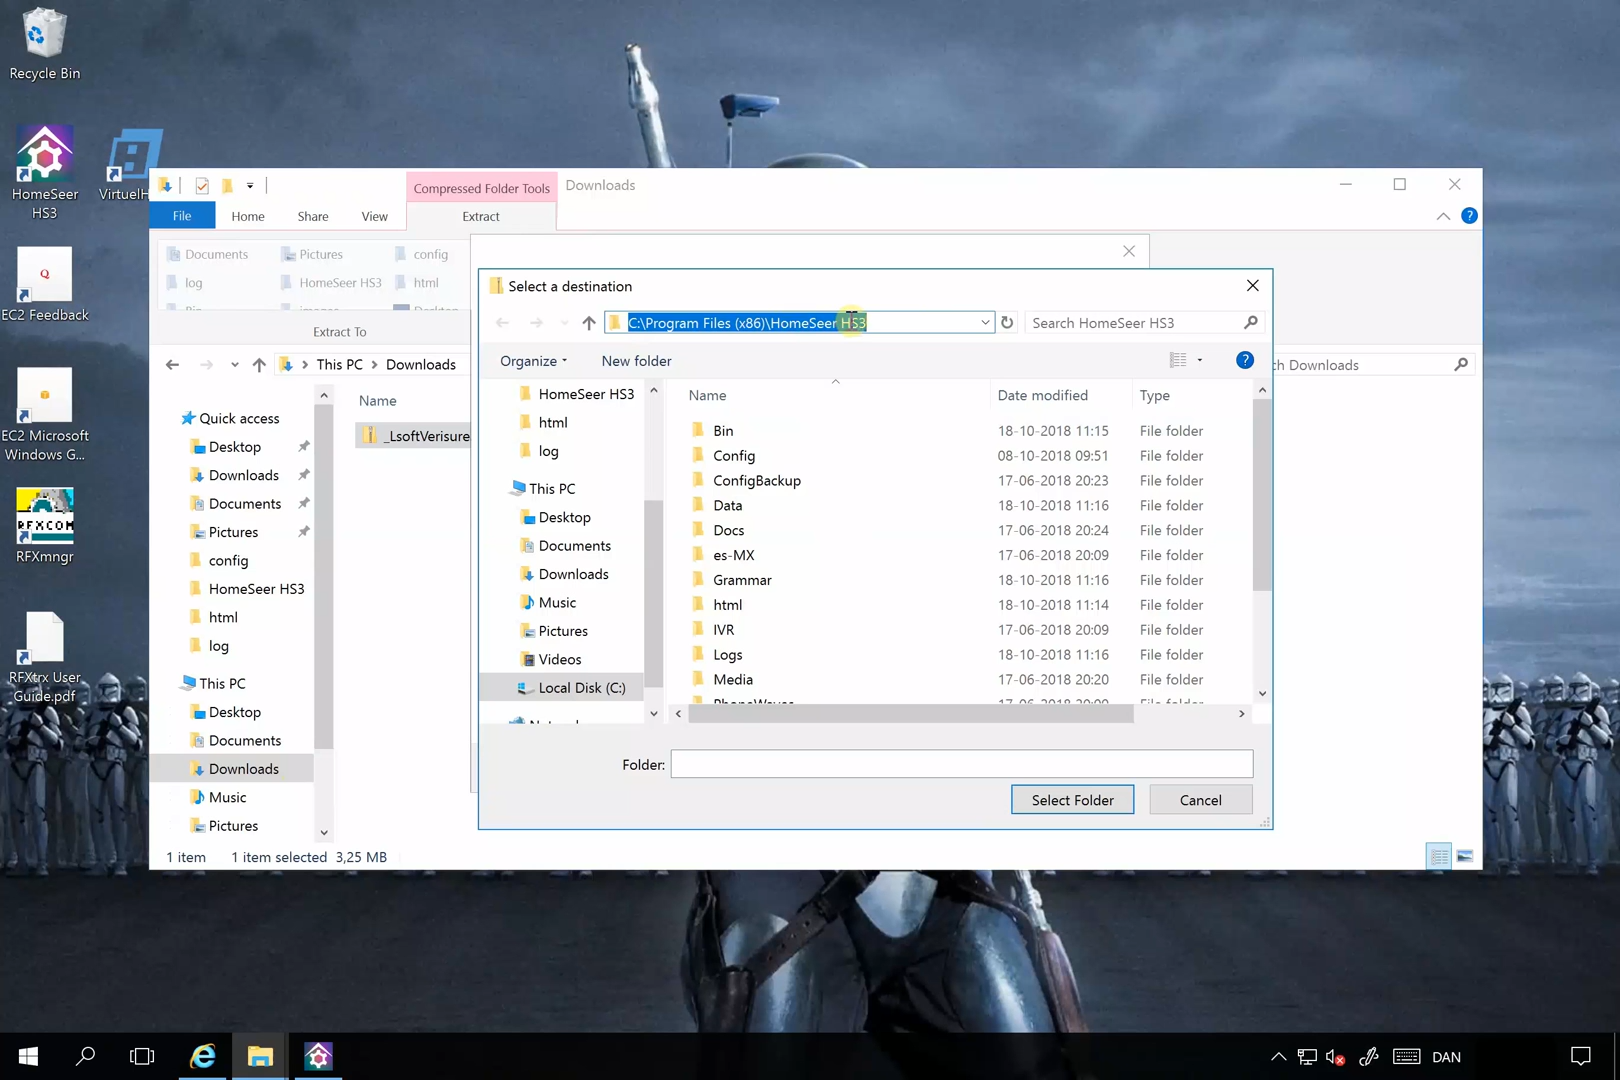 Recycle Bin
HomeSeer
HS3
VirtuelH
EC2 Feedback
EC2 Microsoft
Windows G...
Q
RFXCOM
RFXmngr
RFXtrx User
Guide.pdf
Compressed Folder Tools
Downloads
File
Home
Share
View
Extract
Documents
Pictures
config
log
HomeSeer HS3
html
Extract To
This PC
Downloads
ch Downloads
Name
_LsoftVerisure
Quick access
Desktop
Downloads
Documents
Pictures
config
HomeSeer HS3
html
log
This PC
Desktop
Documents
Downloads
Music
Pictures
1 item
1 item selected 3,25 MB
Select a destination
C:\Program Files (x86)\HomeSeer HS3
Search HomeSeer HS3
Organize
New folder
HomeSeer HS3
html
log
This PC
Desktop
Documents
Downloads
Music
Pictures
Videos
Local Disk (C:)
Name Date modified Type
Bin 18-10-2018 11:15 File folder
Config 08-10-2018 09:51 File folder
ConfigBackup 17-06-2018 20:23 File folder
Data 18-10-2018 11:16 File folder
Docs 17-06-2018 20:24 File folder
es-MX 17-06-2018 20:09 File folder
Grammar 18-10-2018 11:16 File folder
html 18-10-2018 11:14 File folder
IVR 17-06-2018 20:09 File folder
Logs 18-10-2018 11:16 File folder
Media 17-06-2018 20:20 File folder
Folder:
Select Folder
Cancel
DAN